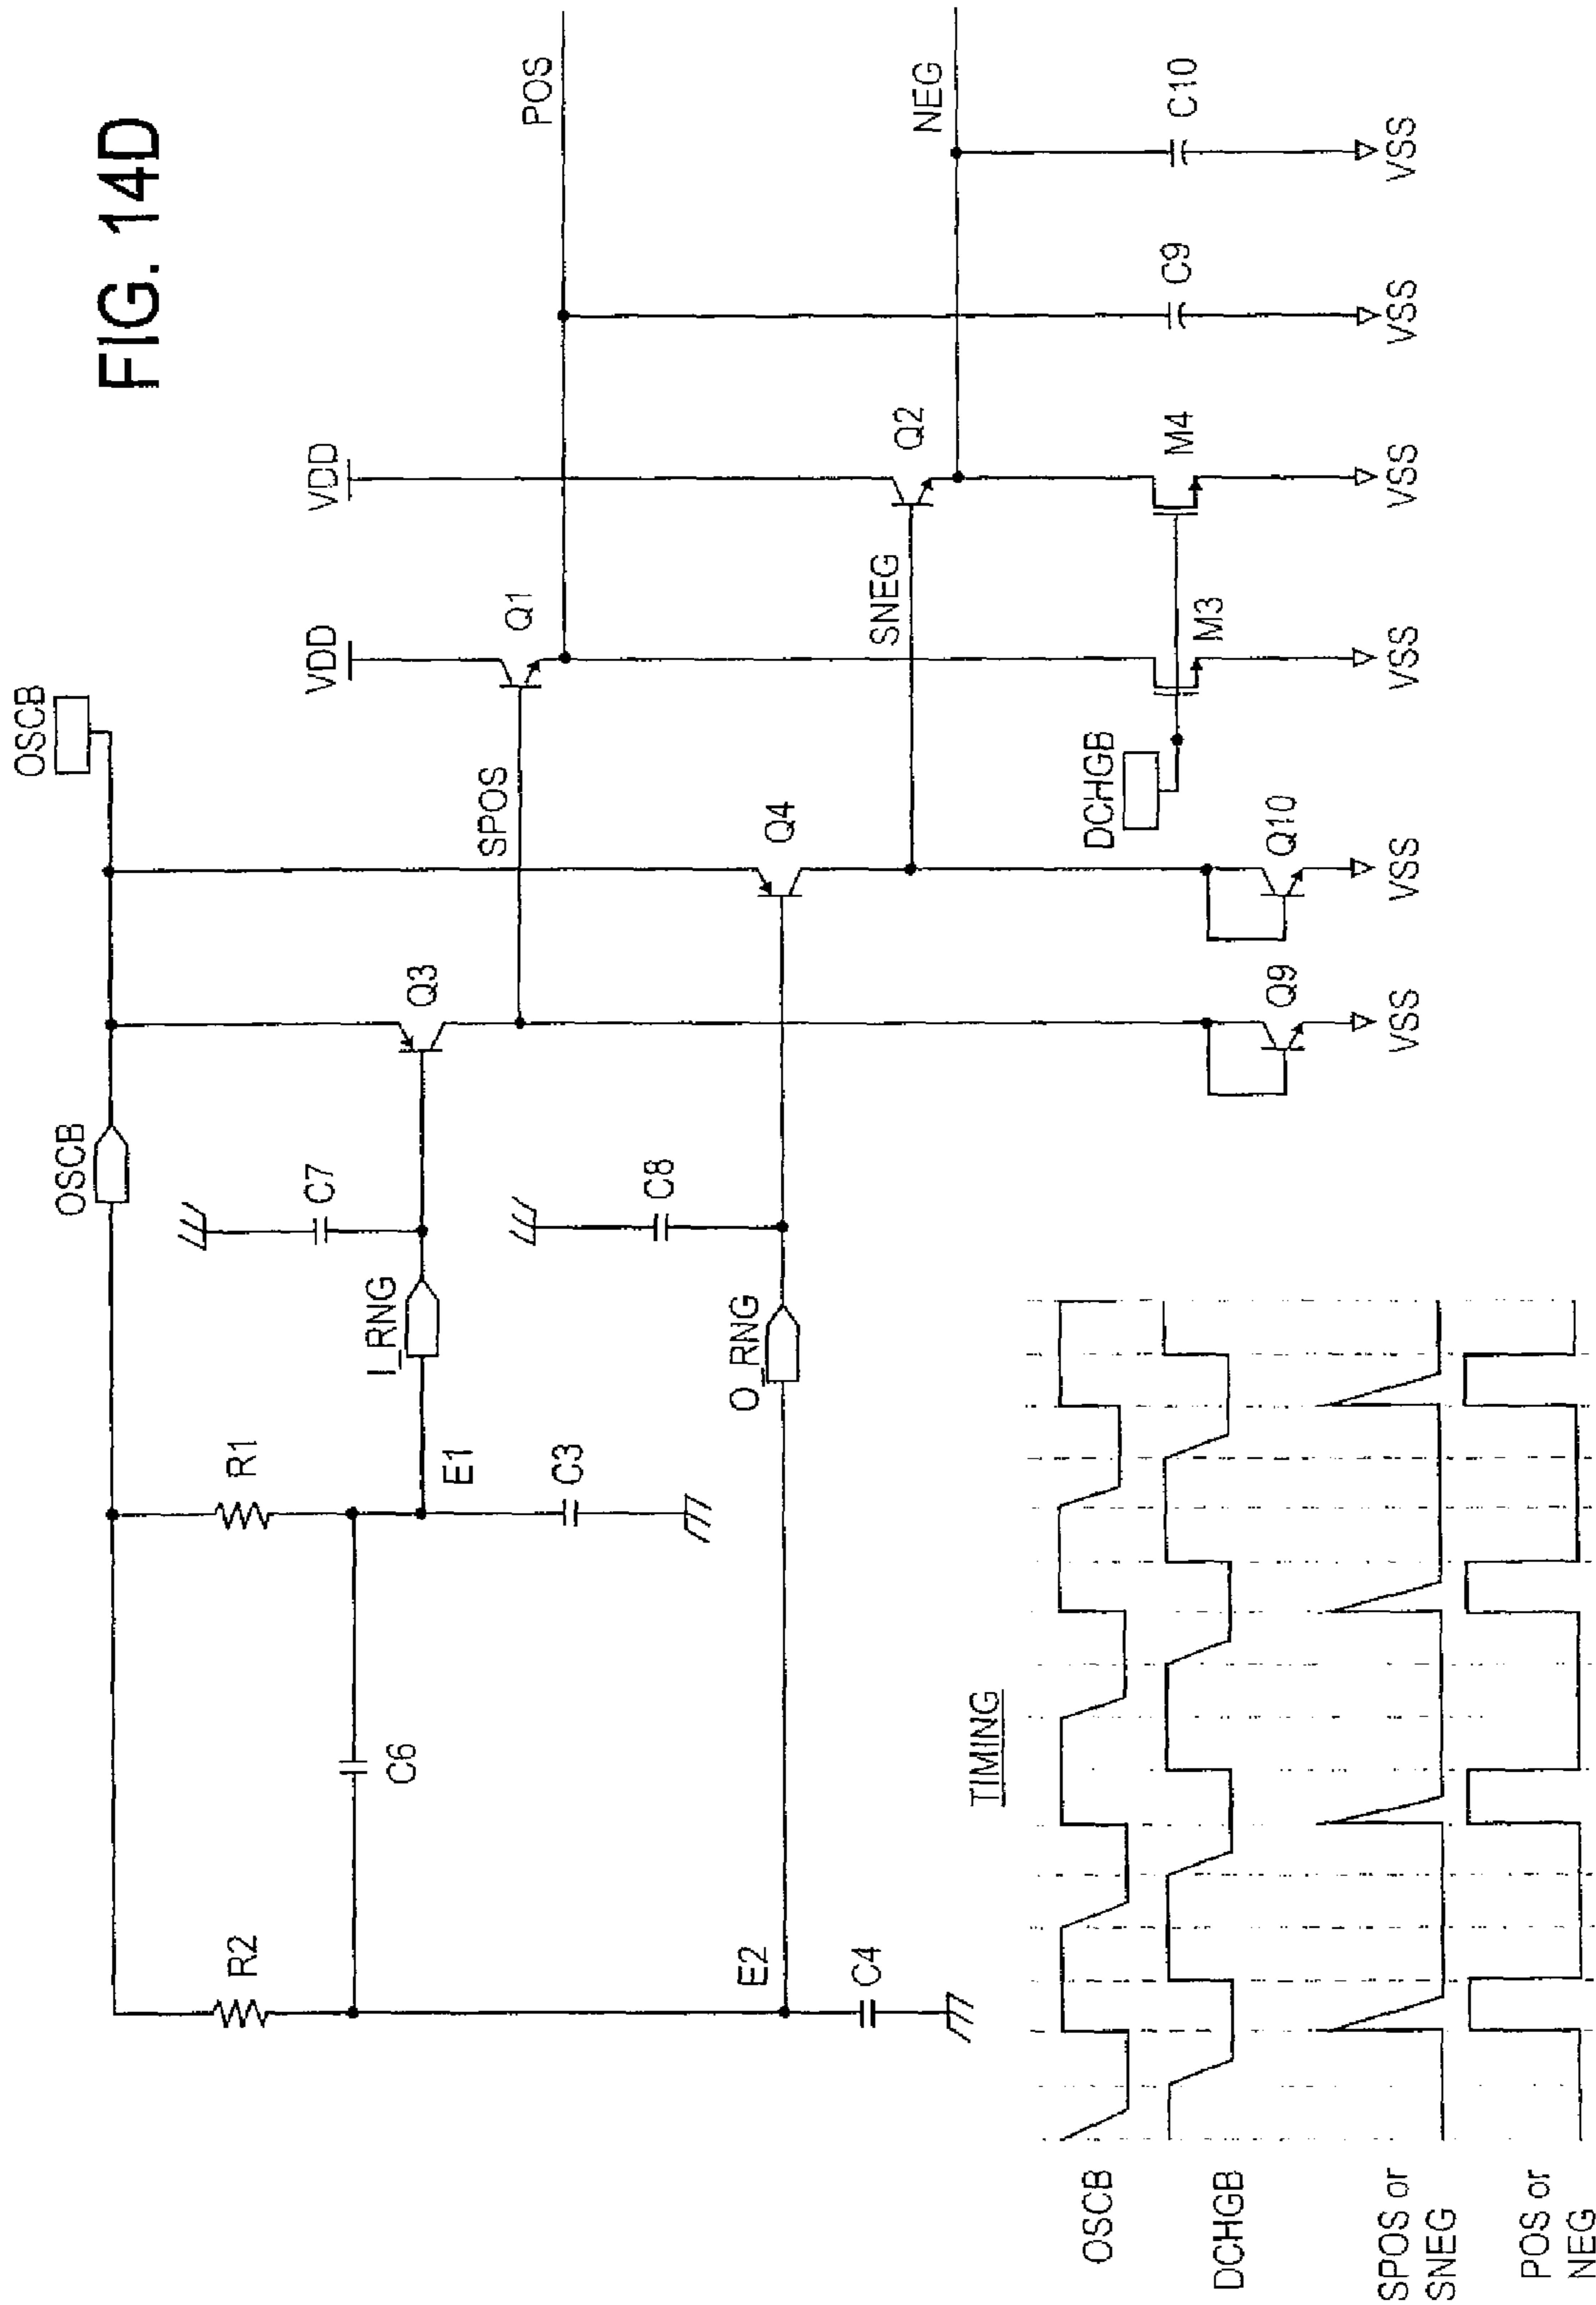 FIG. 14D
OSCB
OSCB
VDD
VDD
POS
R2
R1
C7
Q3
Q1
I_RNG
SPOS
C6
E1
C3
C8
Q4
Q2
SNEG
NEG
O_RNG
E2
C4
DCHGB
M3
M4
C9
C10
Q9
Q10
VSS
VSS
VSS
VSS
VSS
VSS
TIMING
OSCB
DCHGB
SPOS or
SNEG
POS or
NEG